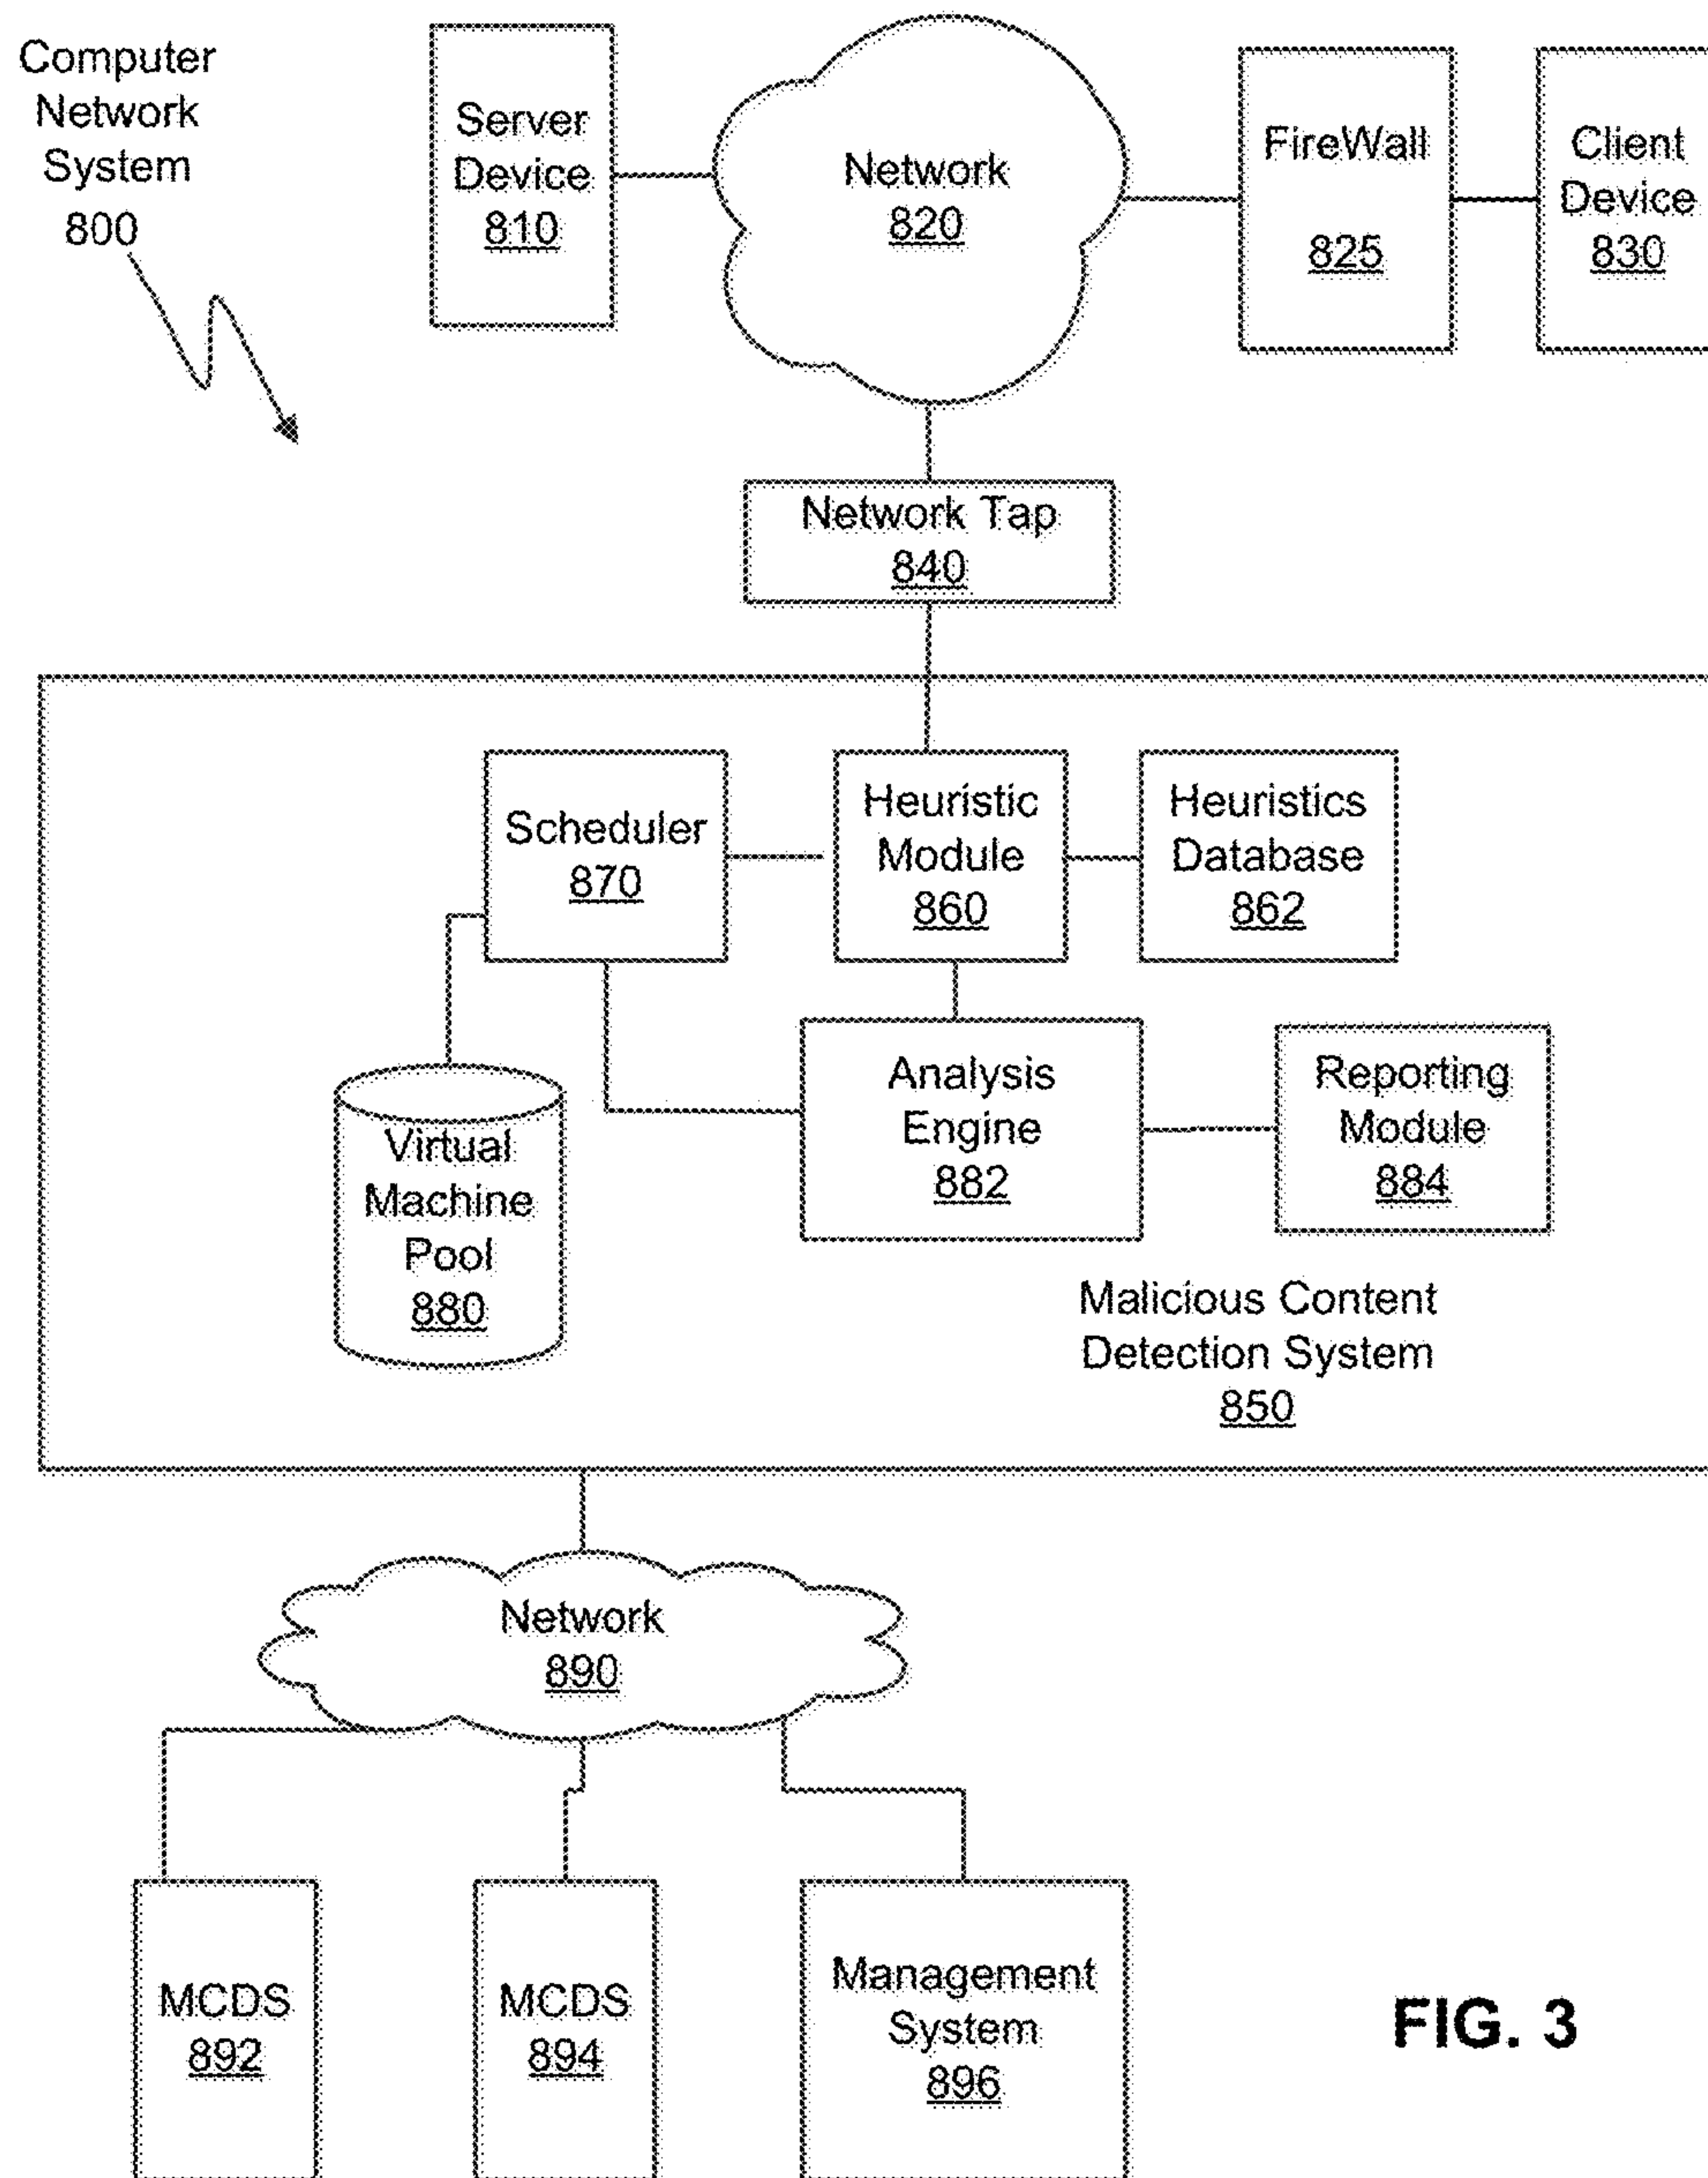 Computer
Network
System
800
Server
Device
810
Network
820
FireWall
825
Client
Device
830
Network Tap
840
Scheduler
870
Heuristic
Module
860
Heuristics
Database
862
Virtual
Machine
Pool
880
Analysis
Engine
882
Reporting
Module
884
Malicious Content
Detection System
850
Network
890
MCDS
892
MCDS
894
Management
System
896
FIG. 3